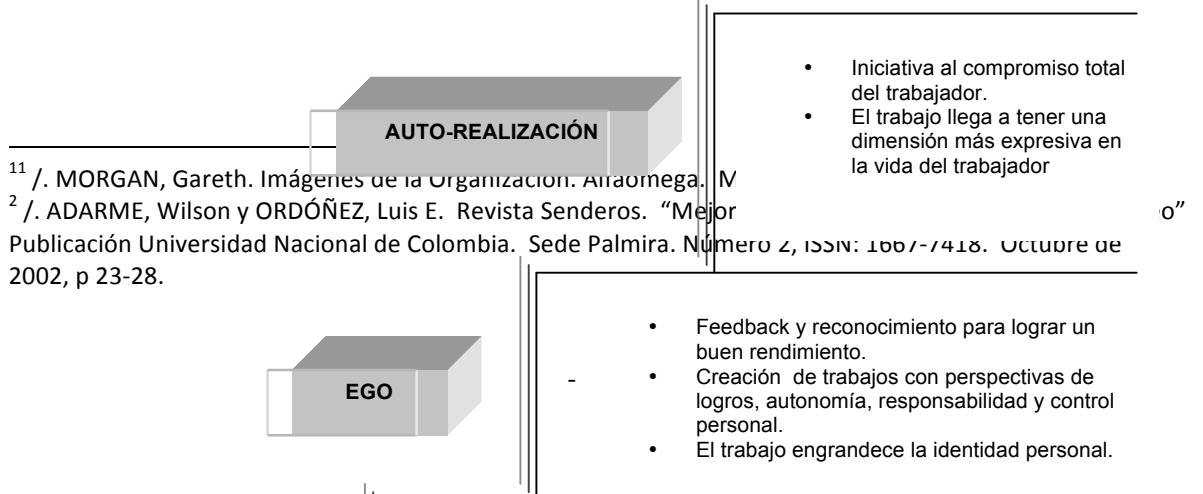 • Iniciativa al compromiso total
del trabajador.
• El trabajo llega a tener una
dimensión más expresiva en
la vida del trabajador
AUTO-REALIZACIÓN
11 /. MORGAN, Gareth. Imágenes de la Organización. Alfaomega. M
2 /. ADARME, Wilson y ORDÓÑEZ, Luis E. Revista Senderos. “Mejor o”
Publicación Universidad Nacional de Colombia. Sede Palmira. Número 2, ISSN: 1667-7418. Octubre de
2002, p 23-28.
EGO
-
• Feedback y reconocimiento para lograr un
buen rendimiento.
• Creación de trabajos con perspectivas de
logros, autonomía, responsabilidad y control
personal.
• El trabajo engrandece la identidad personal.